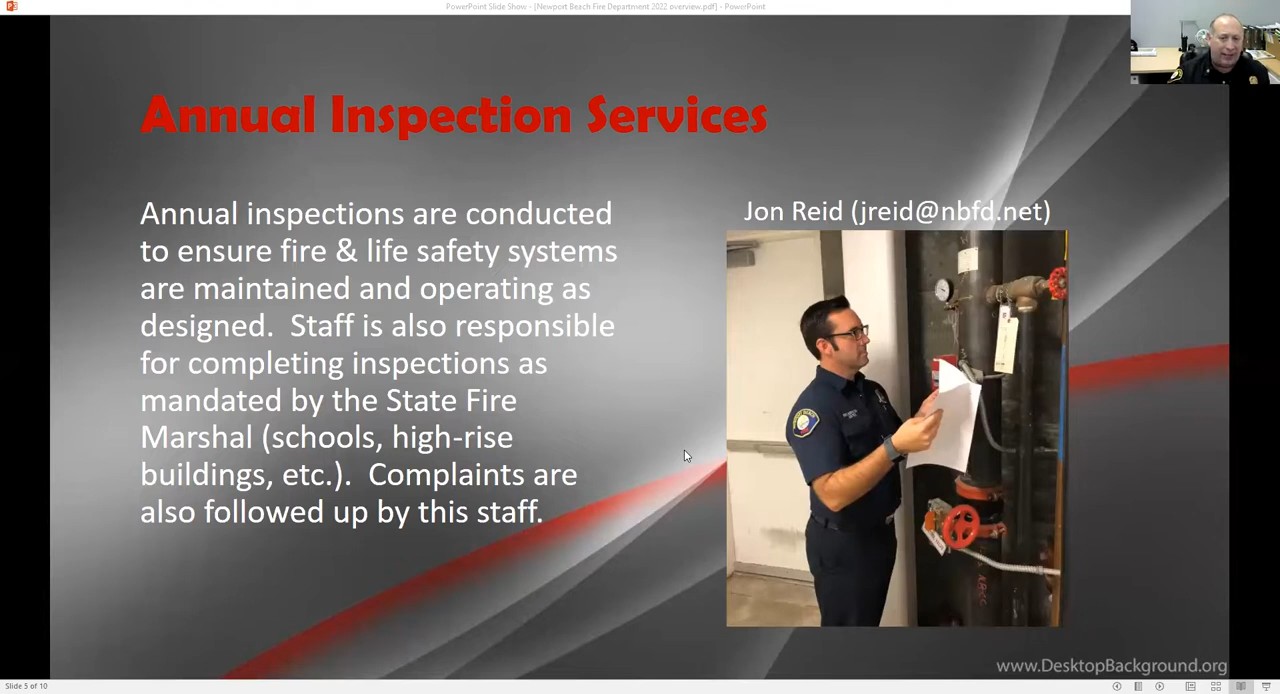 PowerPoint Slide Show - [Newport Beach Fire Department 2022 overview.pdf] - PowerPoint
Annual Inspection Services
Annual inspections are conducted
to ensure fire & life safety systems
are maintained and operating as
designed.  Staff is also responsible
for completing inspections as
mandated by the State Fire
Marshal (schools, high-rise
buildings, etc.).  Complaints are
also followed up by this staff.
Jon Reid (jreid@nbfd.net)
www.DesktopBackground.org
Slide 5 of 10